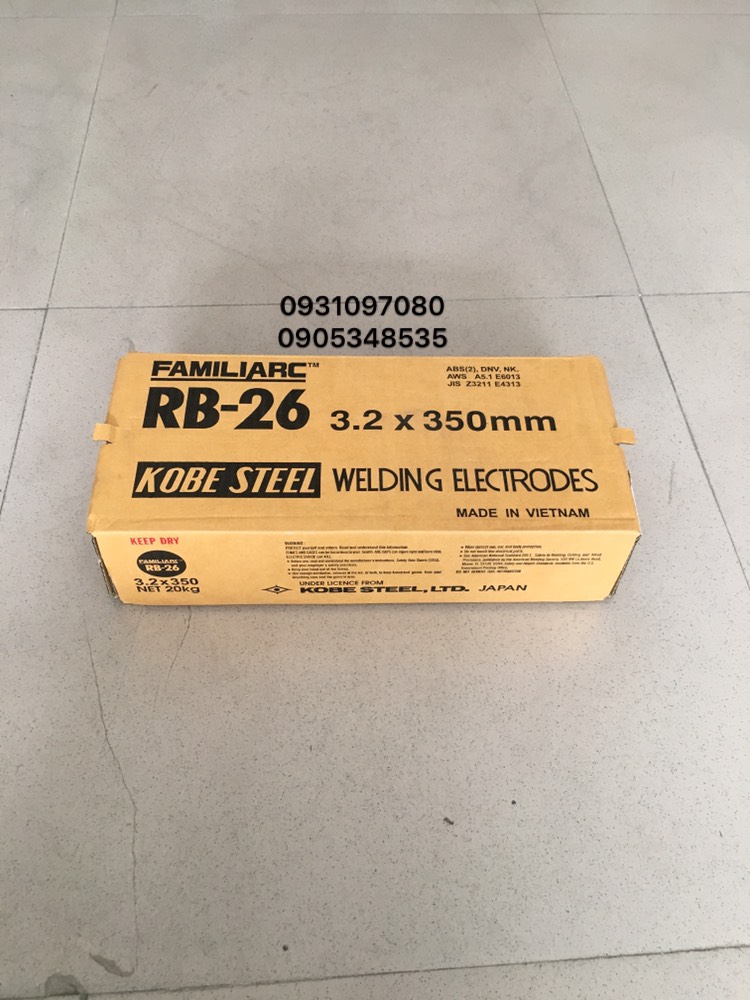 0931097080
0905348535
FAMILIARC™
RB-26 3.2 x 350mm
ABS(2), DNV, NK.
AWS A5.1 E6013
JIS Z3211 E4313
KOBE STEEL WELDING ELECTRODES
MADE IN VIETNAM
KEEP DRY
FAMILIARC
RB-26
3.2x350
NET 20kg
WARNING:
UNDER LICENCE FROM
KOBE STEEL, LTD. JAPAN